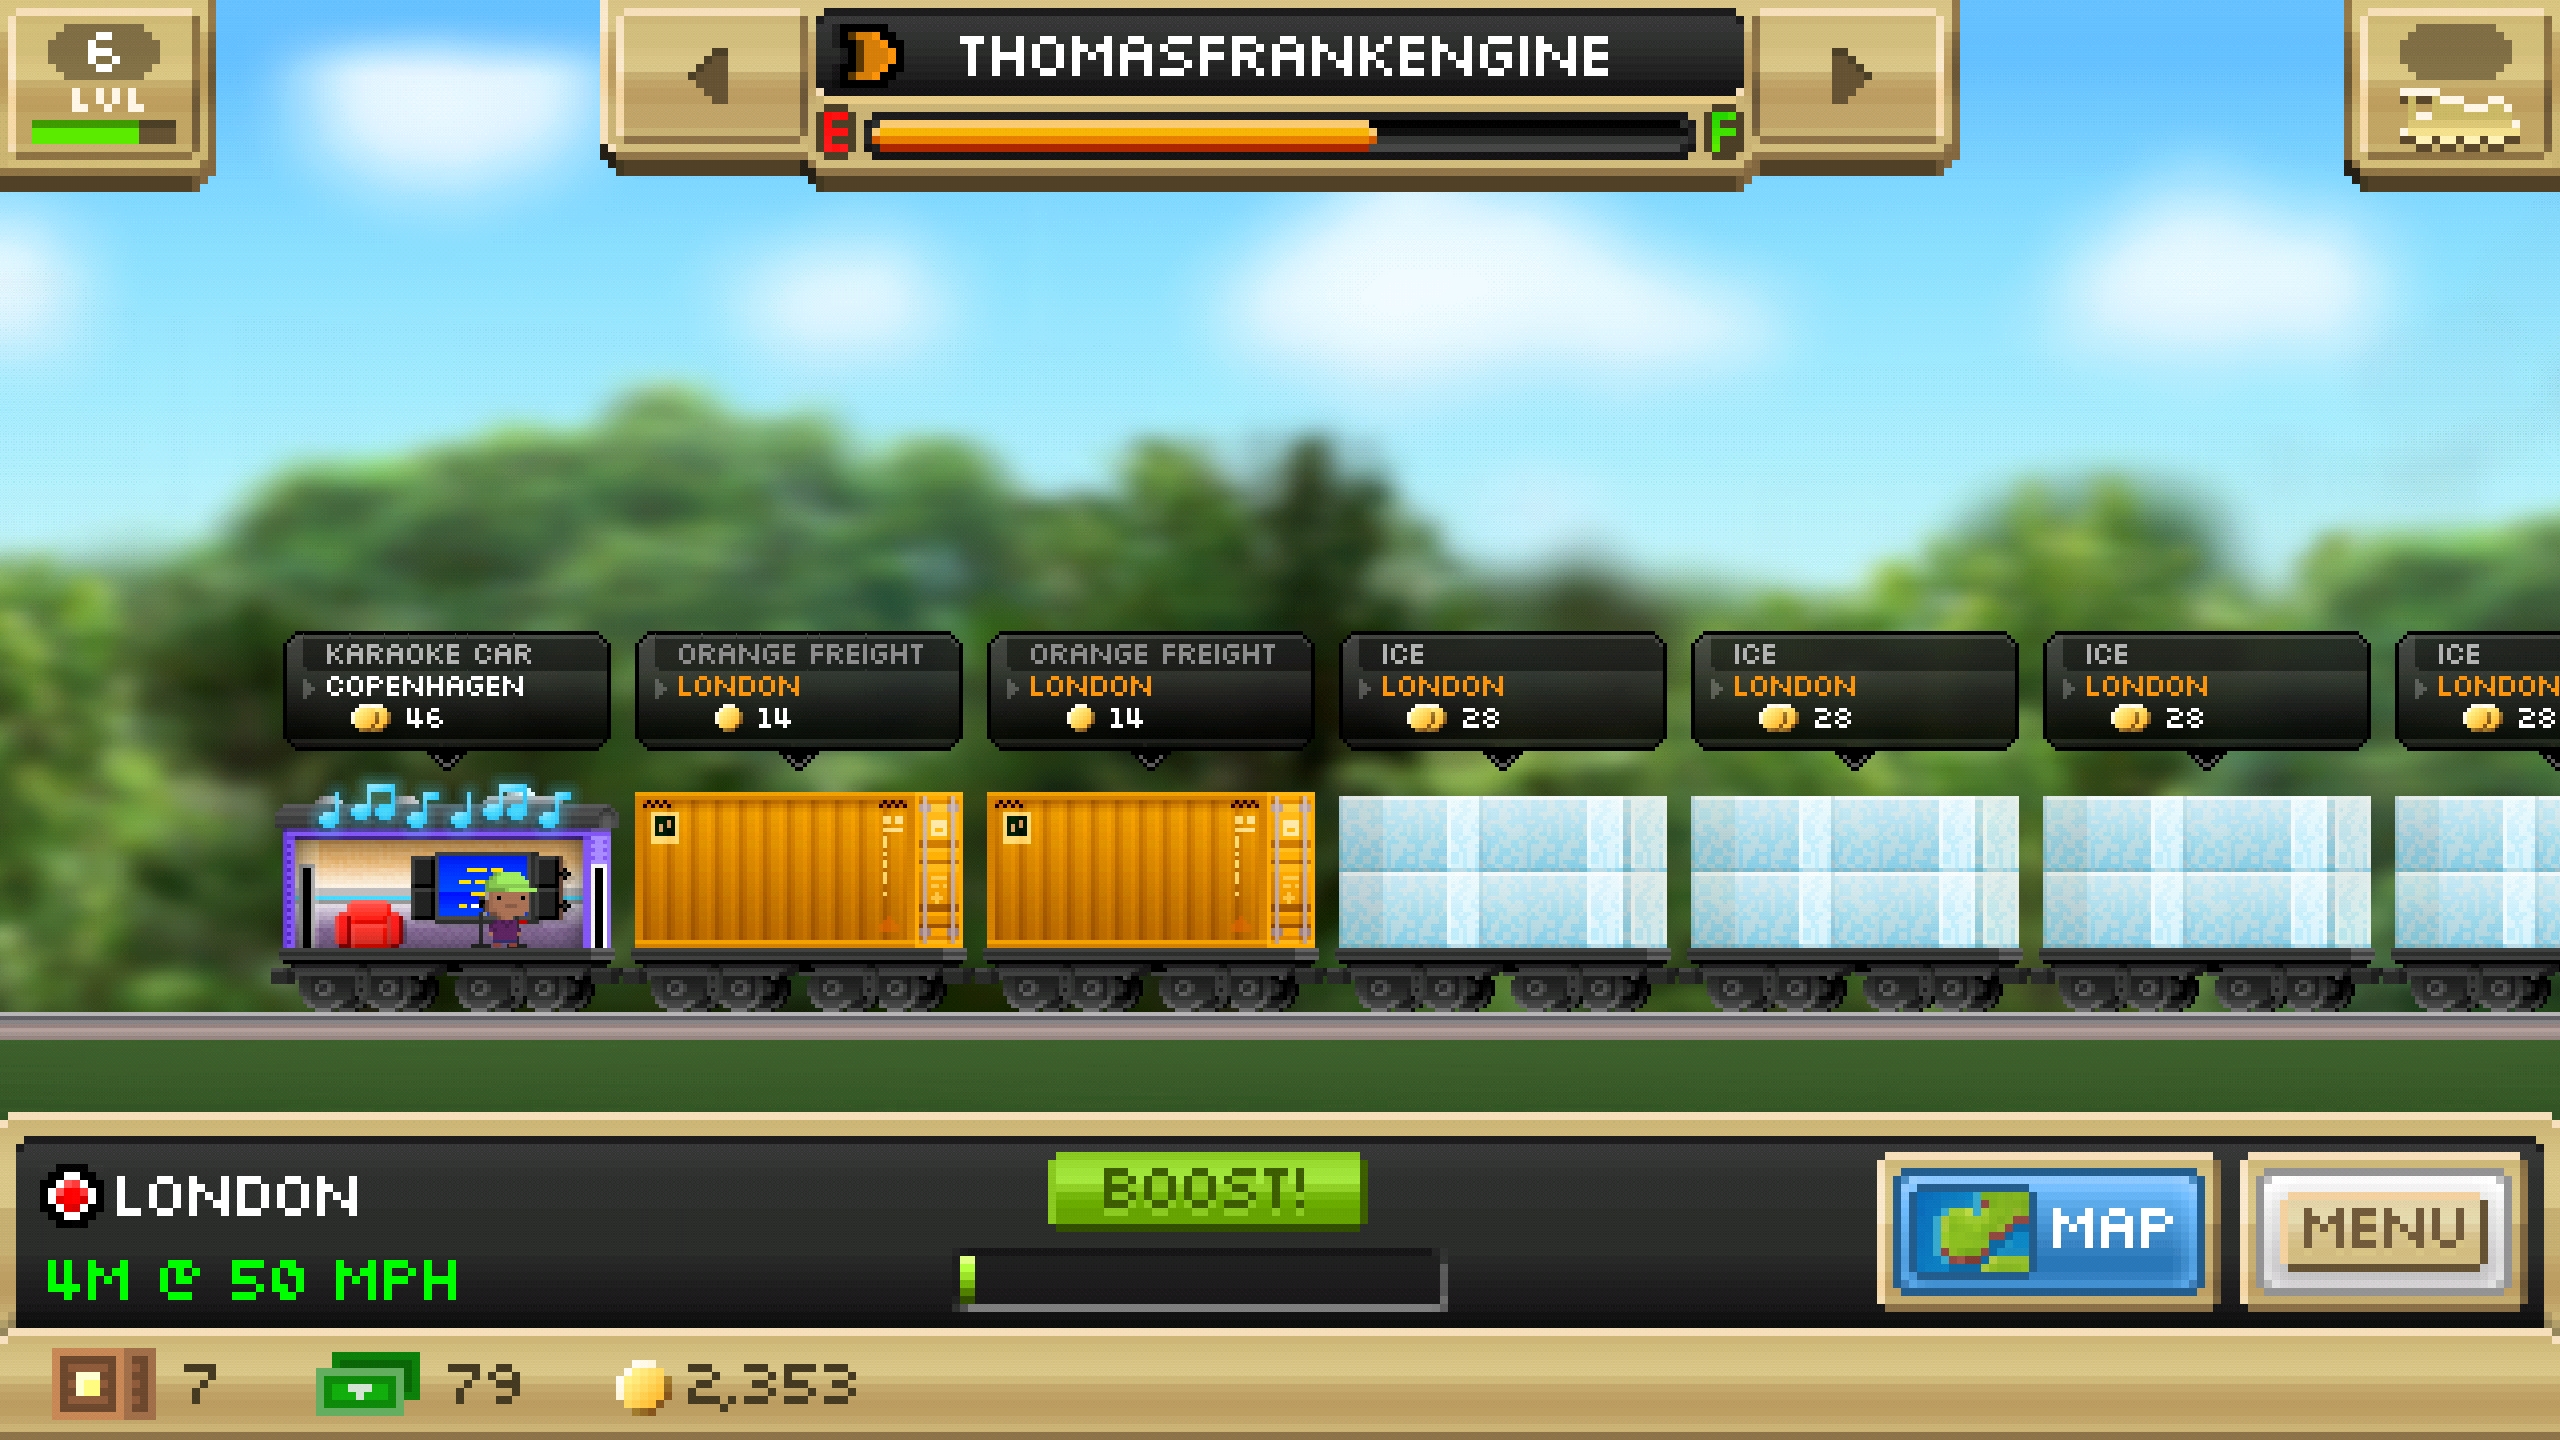 6
LVL
THOMASFRANKENGINE
E F
KARAOKE CAR
COPENHAGEN
46
ORANGE FREIGHT
LONDON
14
ORANGE FREIGHT
LONDON
14
ICE
LONDON
28
ICE
LONDON
28
ICE
LONDON
28
ICE
LONDON
28
LONDON
4M @ 50 MPH
BOOST!
MAP
MENU
7
79
2,353